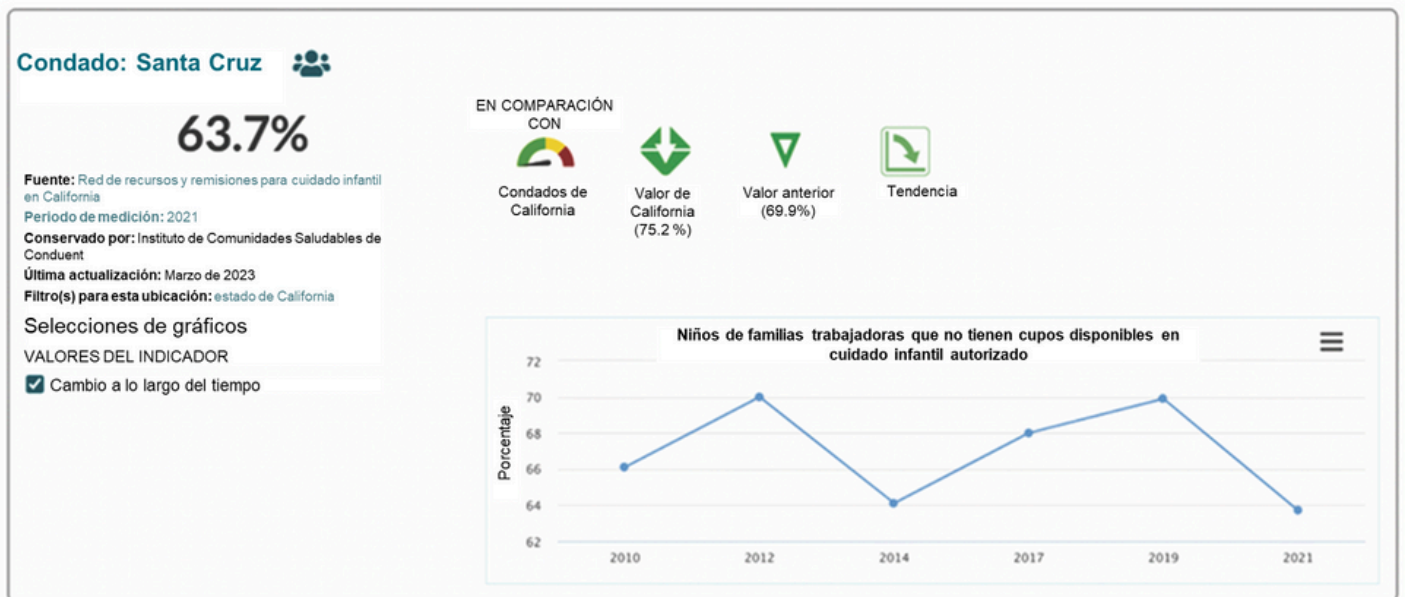 Condado: Santa Cruz
63.7%
Fuente: Red de recursos y remisiones para cuidado infantil
en California
Periodo de medición: 2021
Conservado por: Instituto de Comunidades Saludables de
Conduent
Última actualización: Marzo de 2023
Filtro(s) para esta ubicación: estado de California
Selecciones de gráficos
VALORES DEL INDICADOR
Cambio a lo largo del tiempo
EN COMPARACIÓN
CON
Condados de
California
Valor de
California
(75.2 %)
Valor anterior
(69.9%)
Tendencia
Niños de familias trabajadoras que no tienen cupos disponibles en
cuidado infantil autorizado
Porcentaje
72
70
68
66
64
62
2010
2012
2014
2017
2019
2021